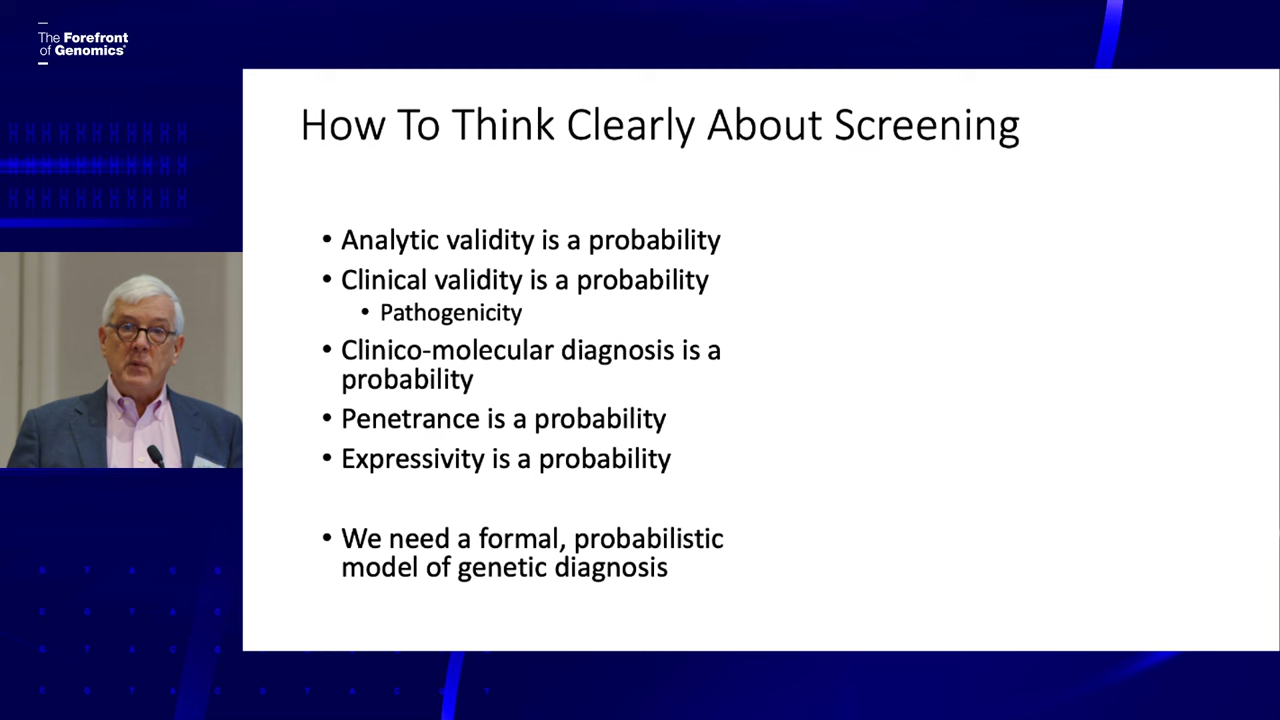 The Forefront
of Genomics®
How To Think Clearly About Screening
• Analytic validity is a probability
• Clinical validity is a probability
• Pathogenicity
• Clinico-molecular diagnosis is a
probability
• Penetrance is a probability
• Expressivity is a probability
• We need a formal, probabilistic
model of genetic diagnosis